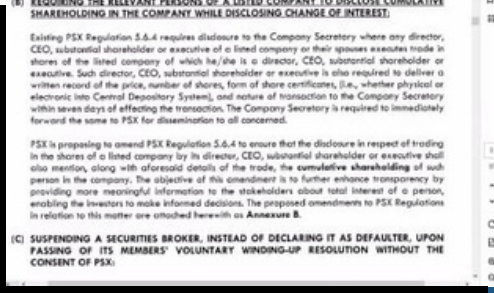 (B) REQUIRING THE RELEVANT PERSONS OF A LISTED COMPANY TO DISCLOSE CUMULATIVE
SHAREHOLDING IN THE COMPANY WHILE DISCLOSING CHANGE OF INTEREST:
Existing PSX Regulation 5.6.4 requires disclosure to the Company Secretary where any director,
CEO, substantial shareholder or executive of a listed company or their spouses execute trade in
shares of the listed company of which he/she is a director, CEO, substantial shareholder or
executive. Such director, CEO, substantial shareholder or executive is also required to deliver a
written record of the price, number of shares, form of share certificates, (i.e., whether physical or
electronic into Central Depository System), and nature of transaction to the Company Secretary
within seven days of effecting the transaction. The Company Secretary is required to immediately
forward the same to PSX for dissemination to all concerned.
PSX is proposing to amend PSX Regulation 5.6.4 to ensure that the disclosure in respect of trading
in the shares of a listed company by its director, CEO, substantial shareholder or executive shall
also mention, along with aforesaid details of the trade, the cumulative shareholding of such
person in the company. The objective of this amendment is to further enhance transparency by
providing more meaningful information to the stakeholders about total interest of a person,
enabling the investors to make informed decisions. The proposed amendments to PSX Regulations
in relation to this matter are attached herewith as Annexure B.
(C) SUSPENDING A SECURITIES BROKER, INSTEAD OF DECLARING IT AS DEFAULTER, UPON
PASSING OF ITS MEMBERS' VOLUNTARY WINDING-UP RESOLUTION WITHOUT THE
CONSENT OF PSX: